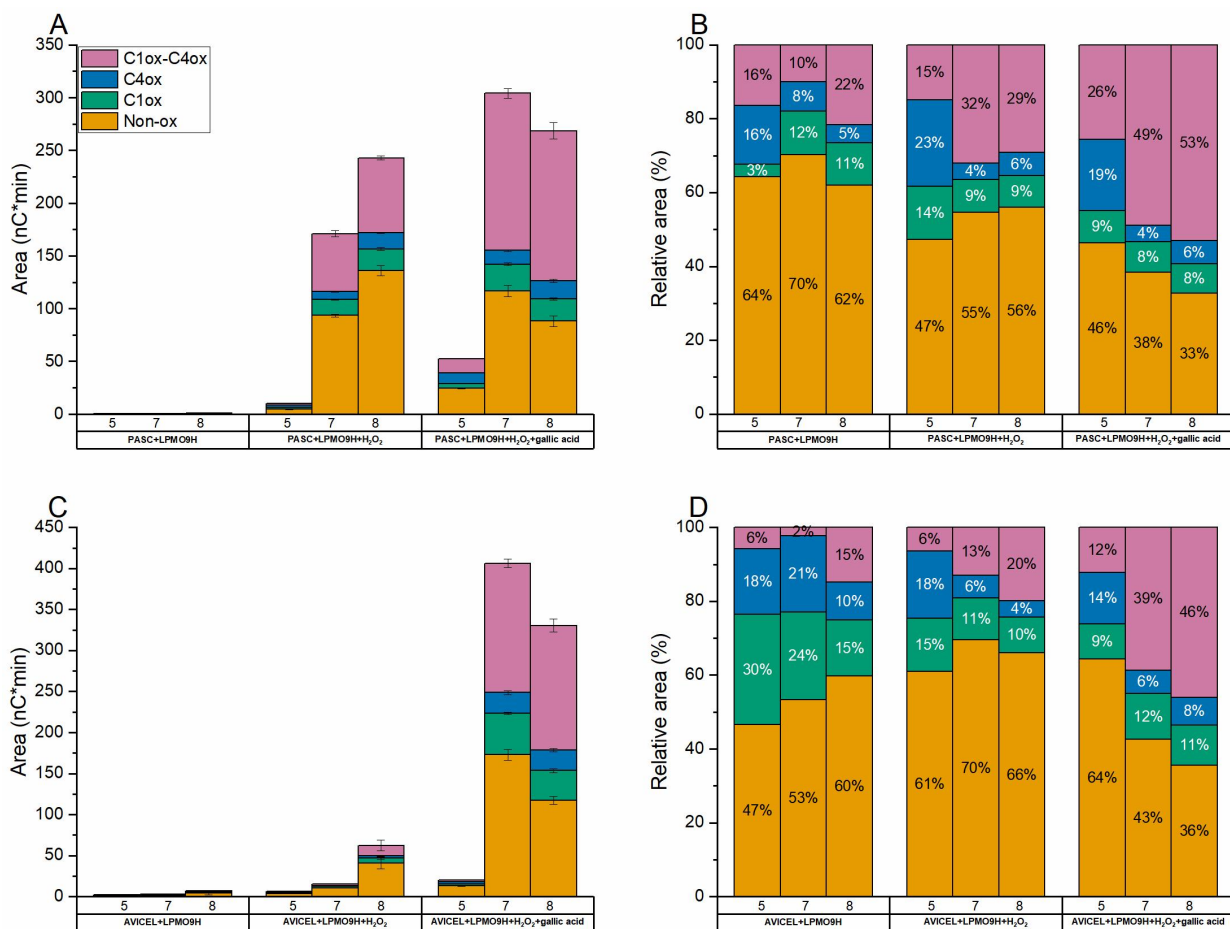 A
Area (nC*min)
350
300
250
200
150
100
50
0
C1ox-C4ox
C4ox
C1ox
Non-ox
5 7 8 5 7 8 5 7 8
PASC+LPMO9H PASC+LPMO9H+H₂O₂ PASC+LPMO9H+H₂O₂+gallic acid
B
Relative area (%)
100
80
60
40
20
0
16% 10% 22% 15% 32% 29% 26% 49% 53%
16% 8% 5% 23% 4% 6% 19% 4% 6%
3% 12% 11% 14% 9% 9% 9% 8% 8%
64% 70% 62% 47% 55% 56% 46% 38% 33%
5 7 8 5 7 8 5 7 8
PASC+LPMO9H PASC+LPMO9H+H₂O₂ PASC+LPMO9H+H₂O₂+gallic acid
C
Area (nC*min)
450
400
350
300
250
200
150
100
50
0
5 7 8 5 7 8 5 7 8
AVICEL+LPMO9H AVICEL+LPMO9H+H₂O₂ AVICEL+LPMO9H+H₂O₂+gallic acid
D
Relative area (%)
100
80
60
40
20
0
6% 2% 15% 6% 13% 20% 12% 39% 46%
18% 21% 10% 18% 6% 4% 14% 6% 8%
30% 24% 15% 15% 11% 10% 9% 12% 11%
47% 53% 60% 61% 70% 66% 64% 43% 36%
5 7 8 5 7 8 5 7 8
AVICEL+LPMO9H AVICEL+LPMO9H+H₂O₂ AVICEL+LPMO9H+H₂O₂+gallic acid